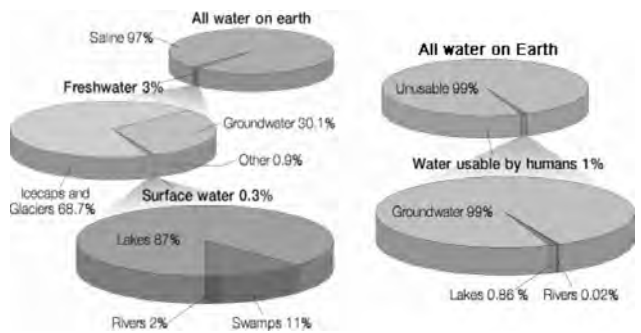 All water on earth
Saline 97%
Freshwater 3%
Groundwater 30.1%
Other 0.9%
Icecaps and
Glaciers 68.7%
Surface water 0.3%
Lakes 87%
Rivers 2%
Swamps 11%
All water on Earth
Unusable 99%
Water usable by humans 1%
Groundwater 99%
Lakes 0.86 %
Rivers 0.02%